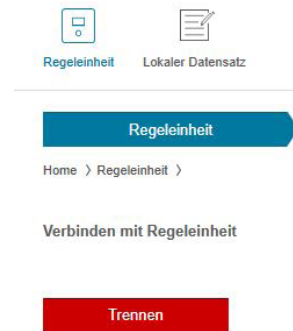 Regeleinheit Lokaler Datensatz
Regeleinheit
Home 〉 Regeleinheit 〉
Verbinden mit Regeleinheit
Trennen